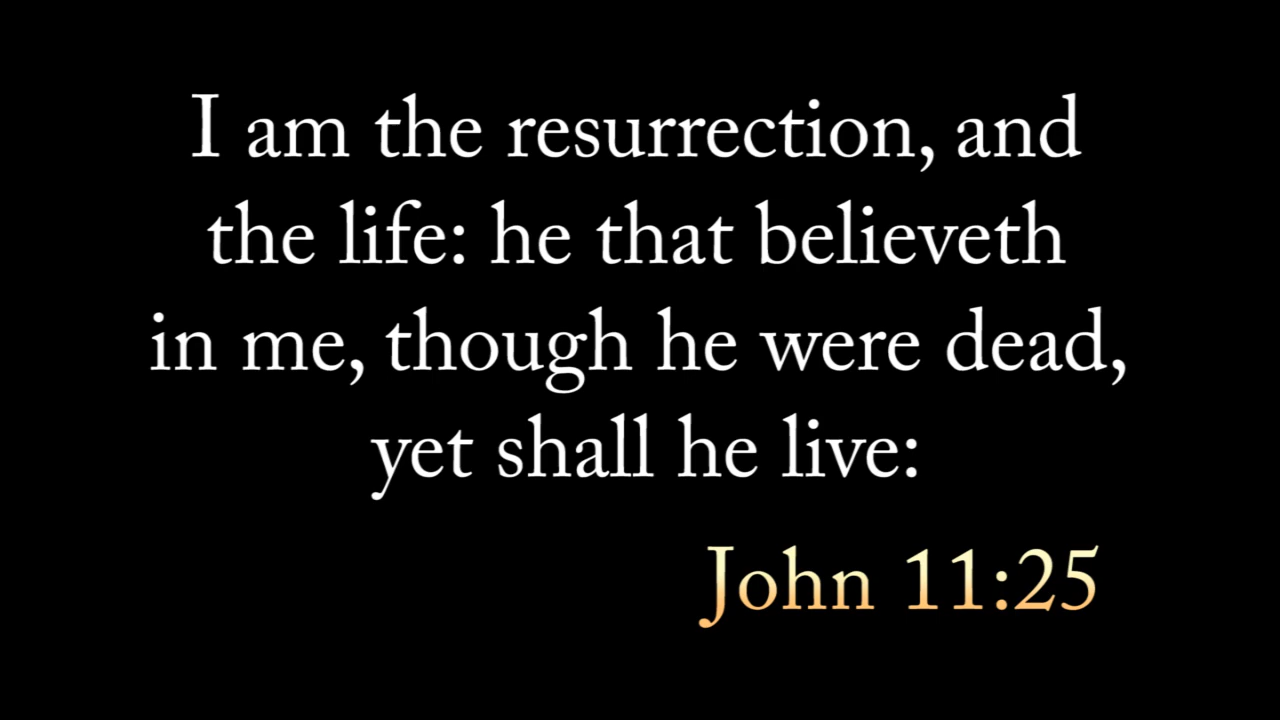 I am the resurrection, and
the life: he that believeth
in me, though he were dead,
yet shall he live:
John 11:25